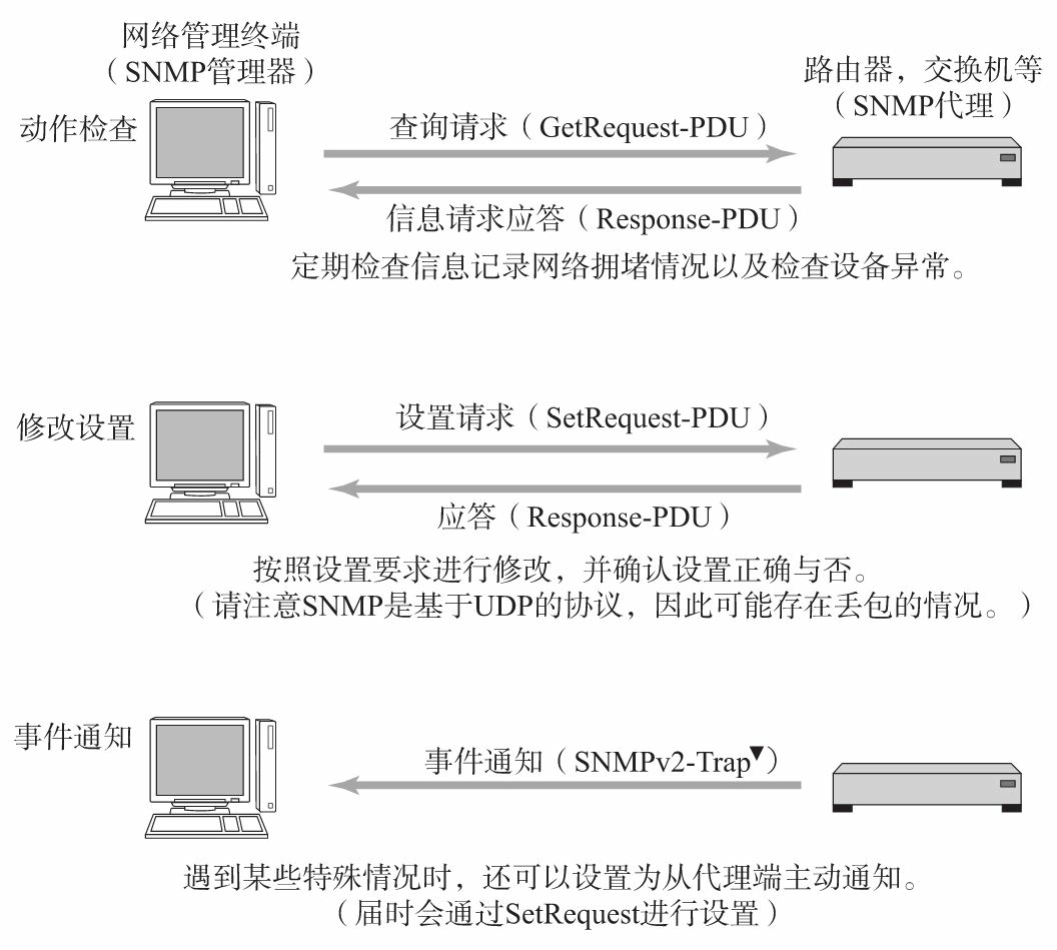 网络管理终端
（SNMP管理器）
路由器，交换机等
（SNMP代理）
动作检查
查询请求（GetRequest-PDU）
信息请求应答（Response-PDU）
定期检查信息记录网络拥堵情况以及检查设备异常。
修改设置
设置请求（SetRequest-PDU）
应答（Response-PDU）
按照设置要求进行修改，并确认设置正确与否。
（请注意SNMP是基于UDP的协议，因此可能存在丢包的情况。）
事件通知
事件通知（SNMPv2-Trap▼）
遇到某些特殊情况时，还可以设置为从代理端主动通知。
（届时会通过SetRequest进行设置）